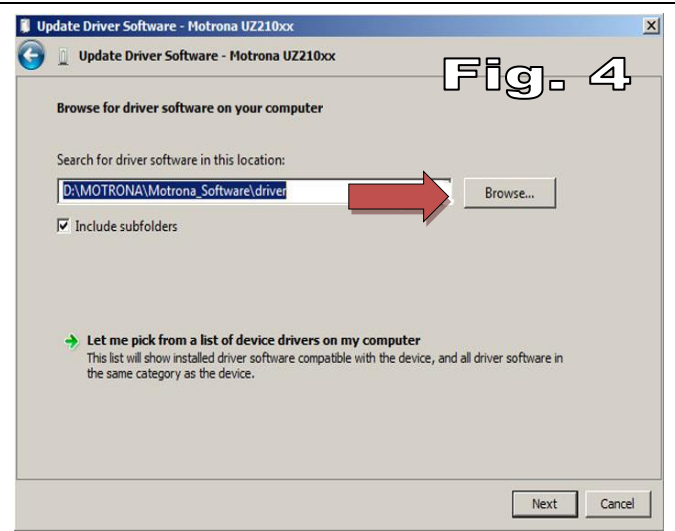 Update Driver Software - Motrona UZ210xx
Update Driver Software - Motrona UZ210xx
Fig. 4
Browse for driver software on your computer
Search for driver software in this location:
D:\MOTRONA\Motrona_Software\driver
Browse...
Include subfolders
Let me pick from a list of device drivers on my computer
This list will show installed driver software compatible with the device, and all driver software in
the same category as the device.
Next Cancel